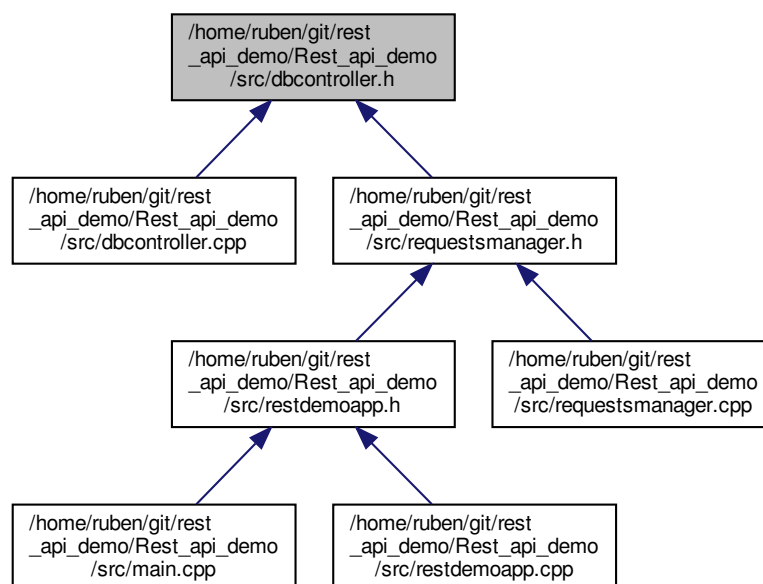 /home/ruben/git/rest
_api_demo/Rest_api_demo
/src/dbcontroller.h
/home/ruben/git/rest
_api_demo/Rest_api_demo
/src/dbcontroller.cpp
/home/ruben/git/rest
_api_demo/Rest_api_demo
/src/requestsmanager.h
/home/ruben/git/rest
_api_demo/Rest_api_demo
/src/restdemoapp.h
/home/ruben/git/rest
_api_demo/Rest_api_demo
/src/requestsmanager.cpp
/home/ruben/git/rest
_api_demo/Rest_api_demo
/src/main.cpp
/home/ruben/git/rest
_api_demo/Rest_api_demo
/src/restdemoapp.cpp